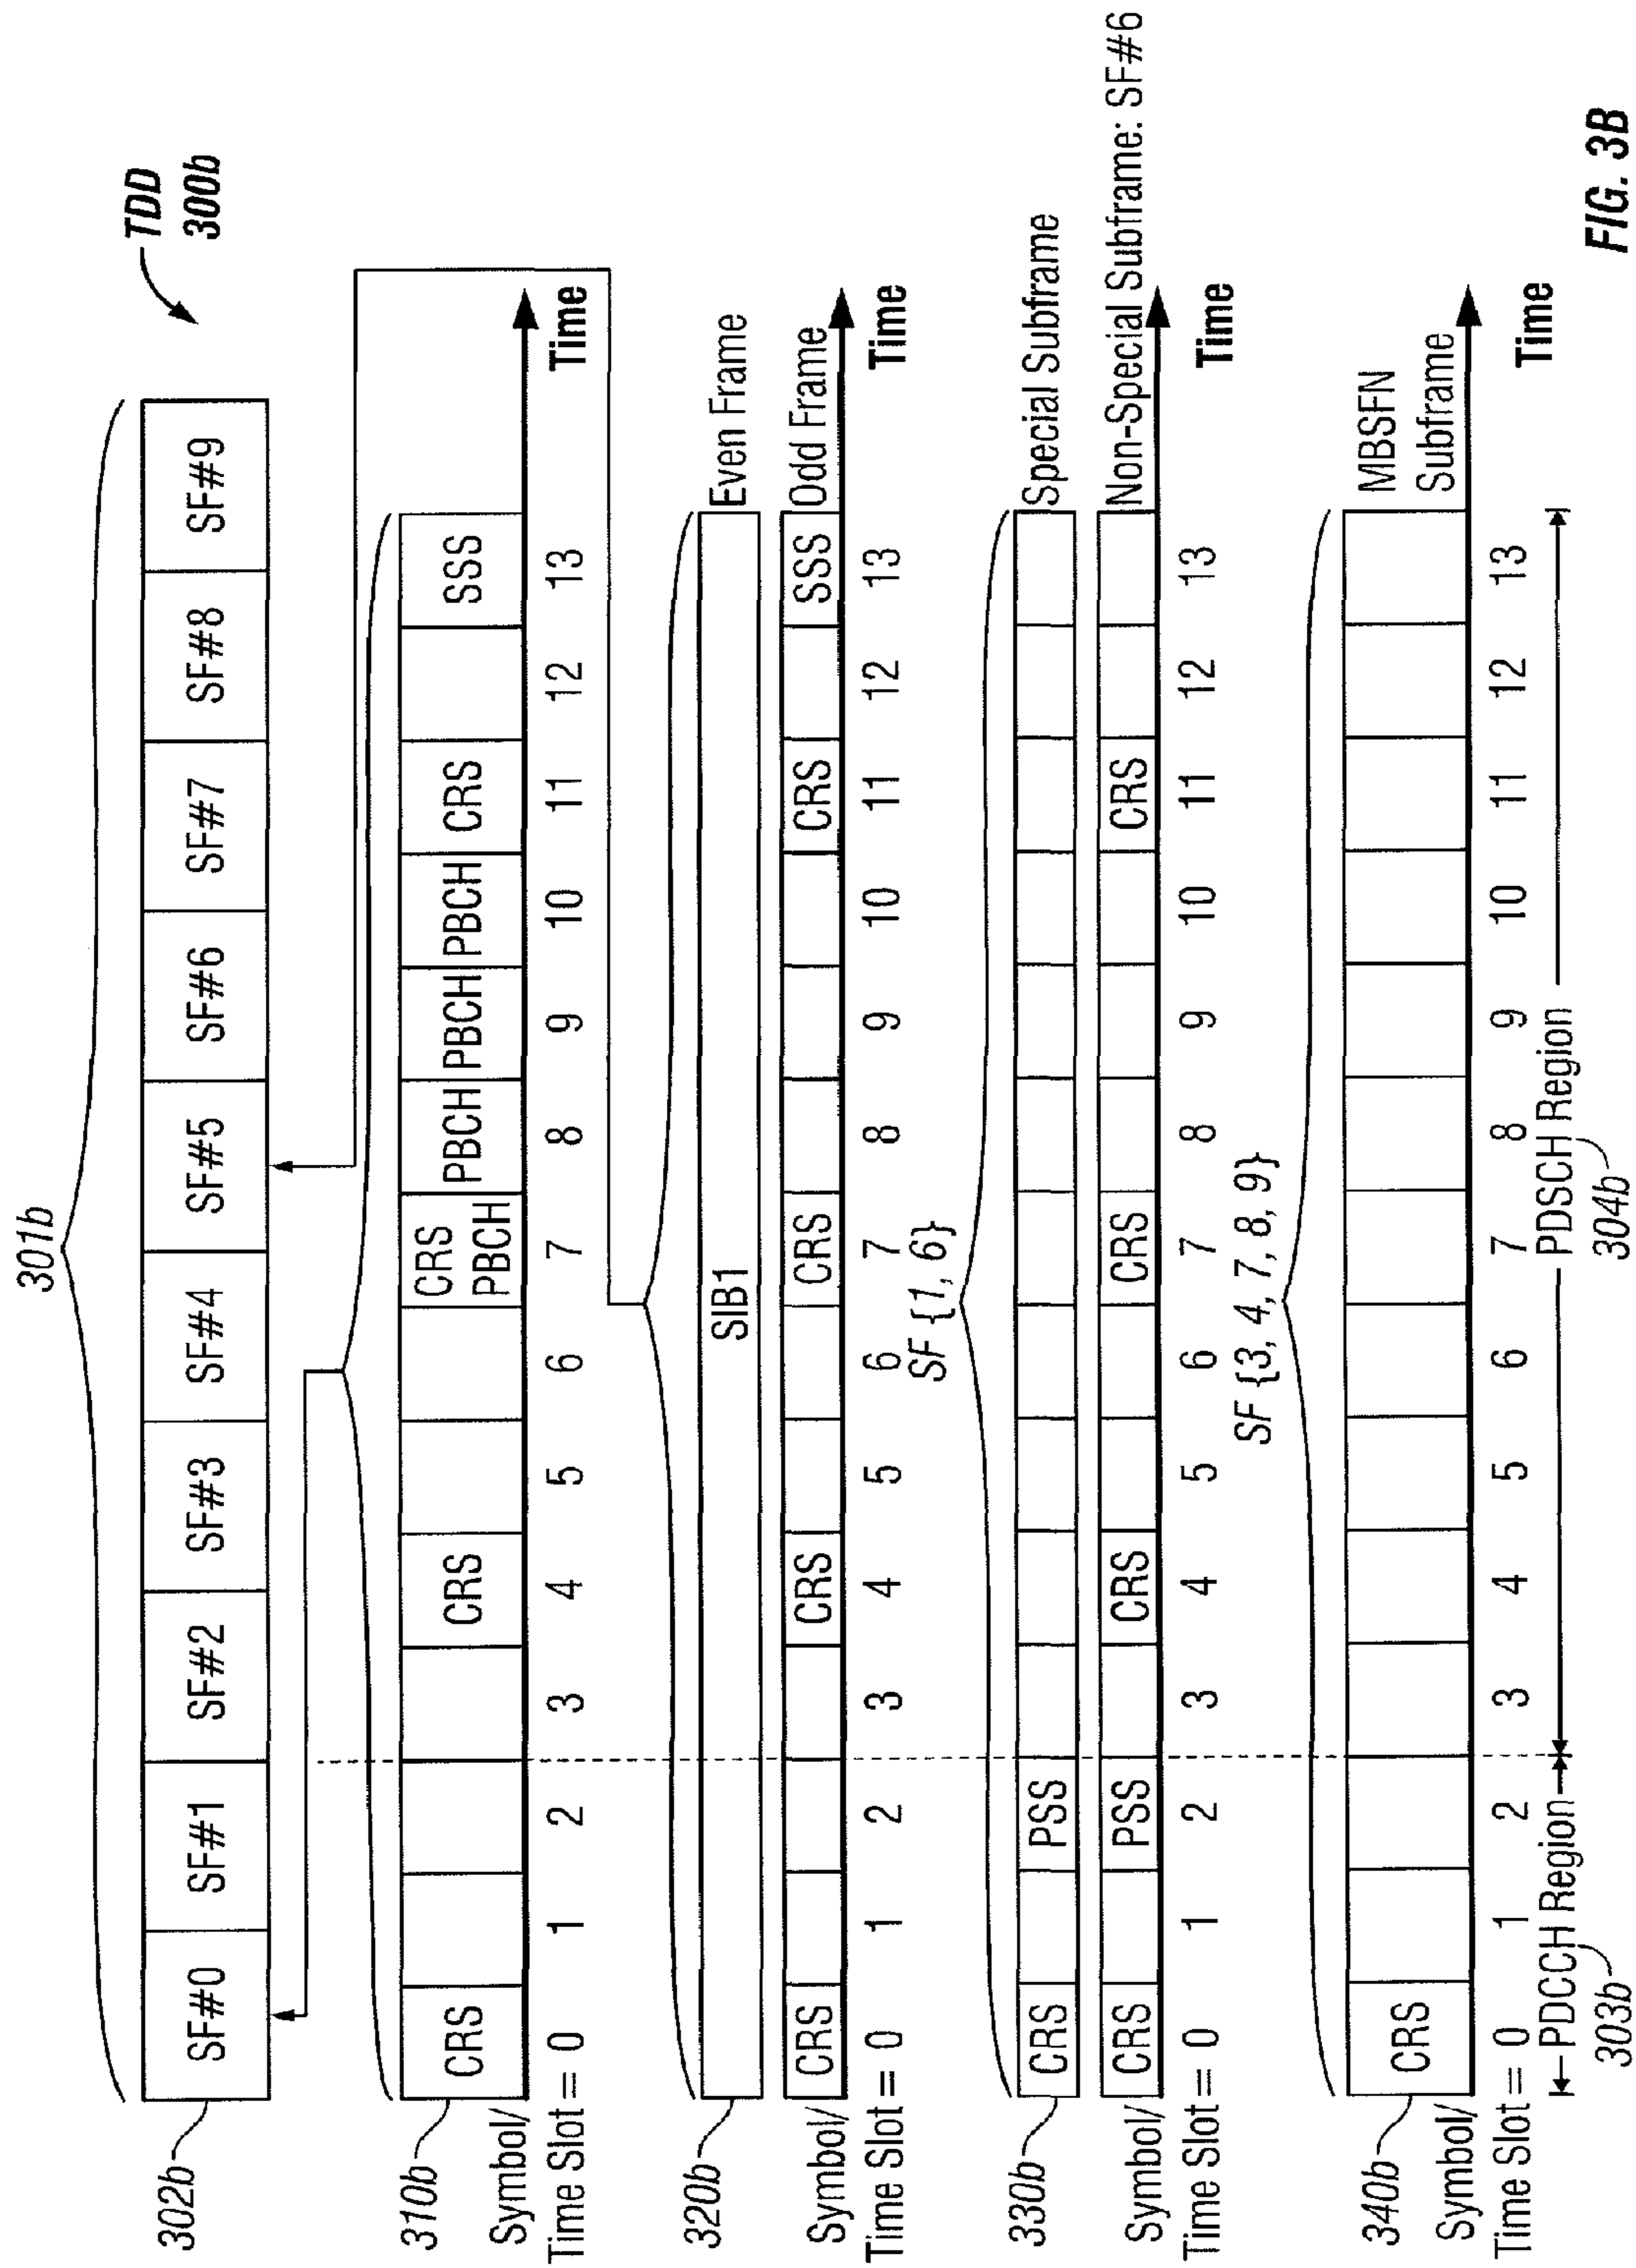 TDD
300b
301b
302b
SF#0 SF#1 SF#2 SF#3 SF#4 SF#5 SF#6 SF#7 SF#8 SF#9
310b
CRS CRS CRS PBCH PBCH PBCH PBCH CRS SSS
Symbol/
Time Slot = 0 1 2 3 4 5 6 7 8 9 10 11 12 13 Time
320b
SIB1 Even Frame
CRS CRS CRS CRS SSS Odd Frame
Symbol/
Time Slot = 0 1 2 3 4 5 6 7 8 9 10 11 12 13 Time
SF {1, 6}
330b
CRS PSS Special Subframe
CRS PSS CRS CRS CRS Non-Special Subframe: SF#6
Symbol/
Time Slot = 0 1 2 3 4 5 6 7 8 9 10 11 12 13 Time
SF {3, 4, 7, 8, 9}
340b
CRS MBSFN
Subframe
Symbol/
Time Slot = 0 1 2 3 4 5 6 7 8 9 10 11 12 13 Time
PDCCH Region PDSCH Region
303b 304b
FIG. 3B